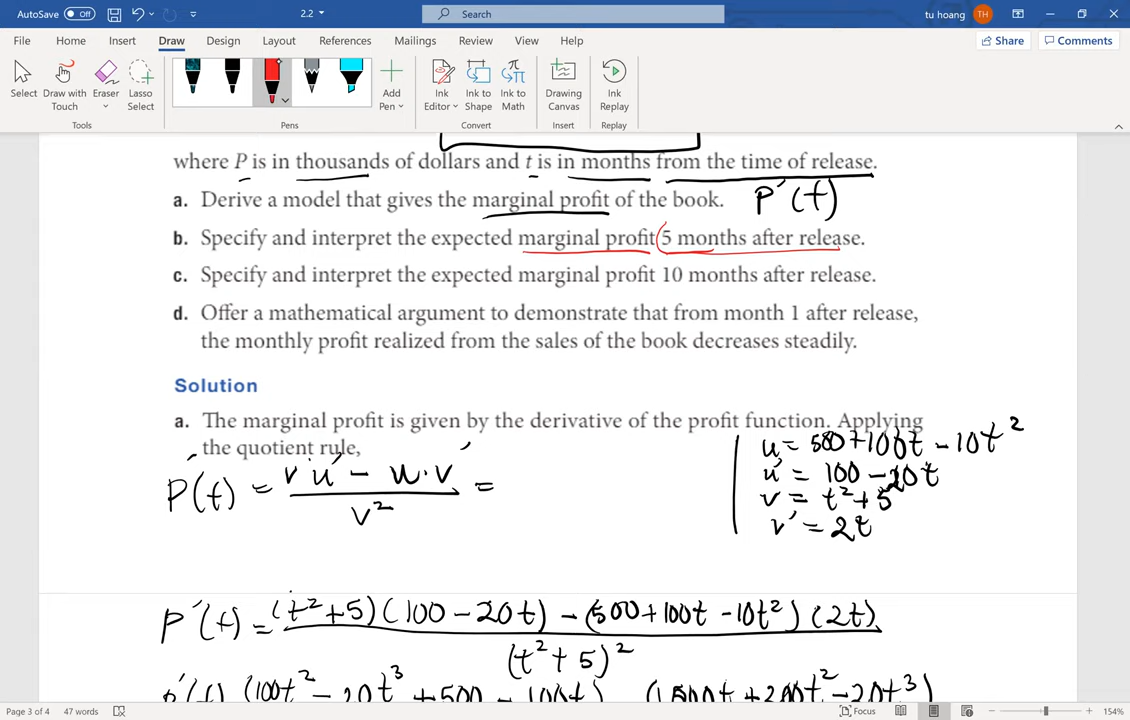 AutoSave Off 2.2 Search tu hoang TH
File Home Insert Draw Design Layout References Mailings Review View Help Share Comments
Select Draw with Touch Eraser Lasso Select Add Pen Ink Editor Ink to Shape Ink to Math Drawing Canvas Ink Replay
Tools Pens Convert Insert Replay
where P is in thousands of dollars and t is in months from the time of release.
a. Derive a model that gives the marginal profit of the book. P'(t)
b. Specify and interpret the expected marginal profit (5 months after release.
c. Specify and interpret the expected marginal profit 10 months after release.
d. Offer a mathematical argument to demonstrate that from month 1 after release,
the monthly profit realized from the sales of the book decreases steadily.
Solution
a. The marginal profit is given by the derivative of the profit function. Applying
the quotient rule,
u = 500+100t - 10t²
u' = 100 - 20t
v = t² + 5
v' = 2t
P'(t) = v·u' - u·v' / v² =
P'(t) = (t²+5)(100 - 20t) - (500+100t - 10t²)(2t) / (t² + 5)²
Page 3 of 4 47 words Focus 154%